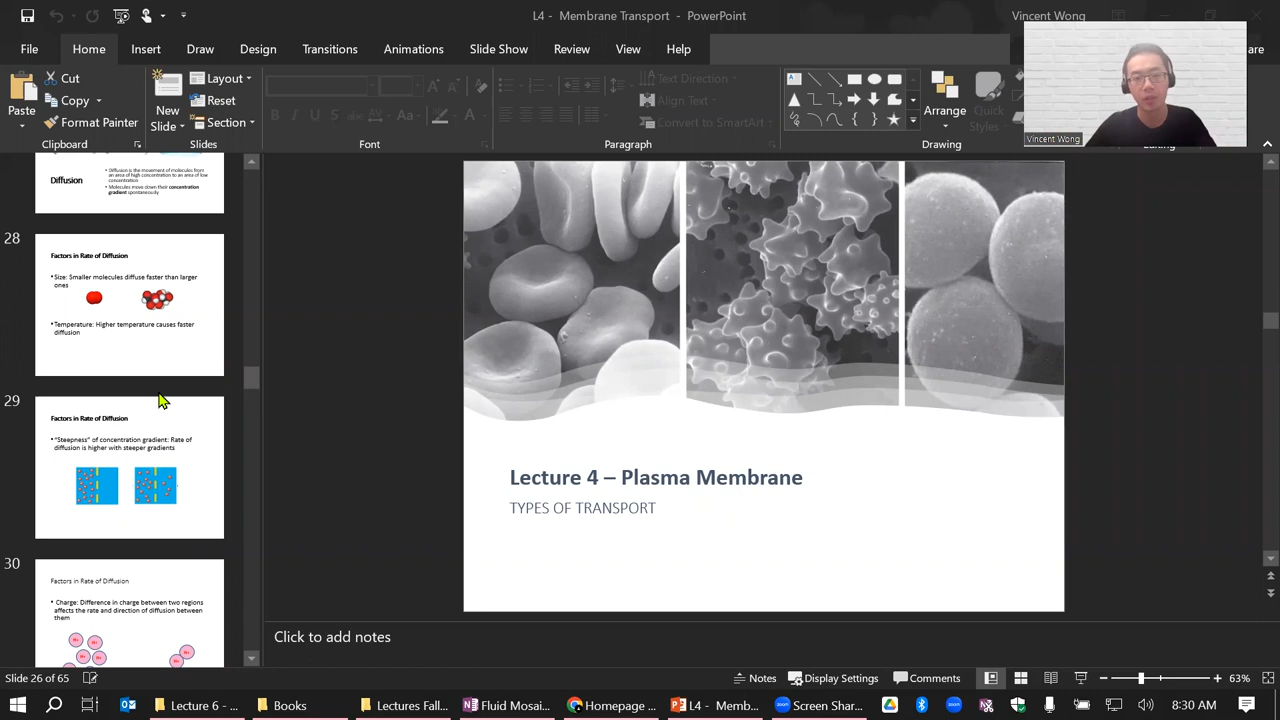 L4 - Membrane Transport - PowerPoint
Vincent Wong
File
Home
Insert
Draw
Design
Transitions
Animations
Slide Show
Review
View
Help
are
Paste
Cut
Copy
Format Painter
Clipboard
New
Slide
Layout
Reset
Section
Slides
Text Direction
Align Text
Convert to SmartArt
Paragraph
Arrange
Quick
Styles
Drawing
Vincent Wong
Diffusion
• Diffusion is the movement of molecules from
an area of high concentration to an area of low
concentration
• Molecules move down their concentration
gradient spontaneously
28
Factors in Rate of Diffusion
•Size: Smaller molecules diffuse faster than larger
ones
•Temperature: Higher temperature causes faster
diffusion
29
Factors in Rate of Diffusion
•"Steepness" of concentration gradient: Rate of
diffusion is higher with steeper gradients
30
Factors in Rate of Diffusion
• Charge: Difference in charge between two regions
affects the rate and direction of diffusion between
them
Lecture 4 – Plasma Membrane
TYPES OF TRANSPORT
Click to add notes
Slide 26 of 65
Notes
Display Settings
Comments
63%
Lecture 6 - ...
Books
Lecture Fall...
Fluid Mosai...
Homepage ...
L4 - Memb...
Screen shar...
8:30 AM